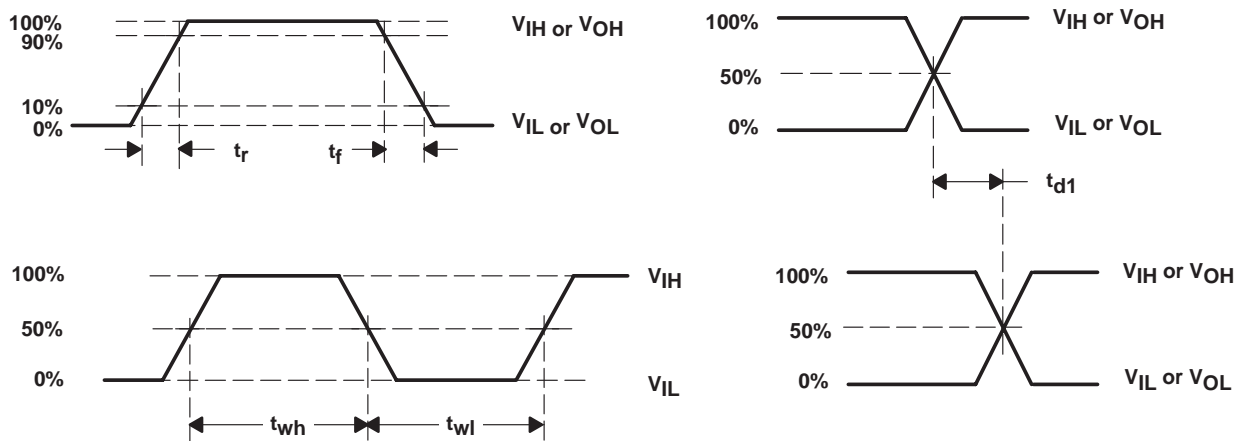 100%
90%
10%
0%
VIH or VOH
VIL or VOL
tr
tf
100%
50%
0%
VIH or VOH
VIL or VOL
td1
100%
50%
0%
VIH
VIL
twh
twl
100%
50%
0%
VIH or VOH
VIL or VOL